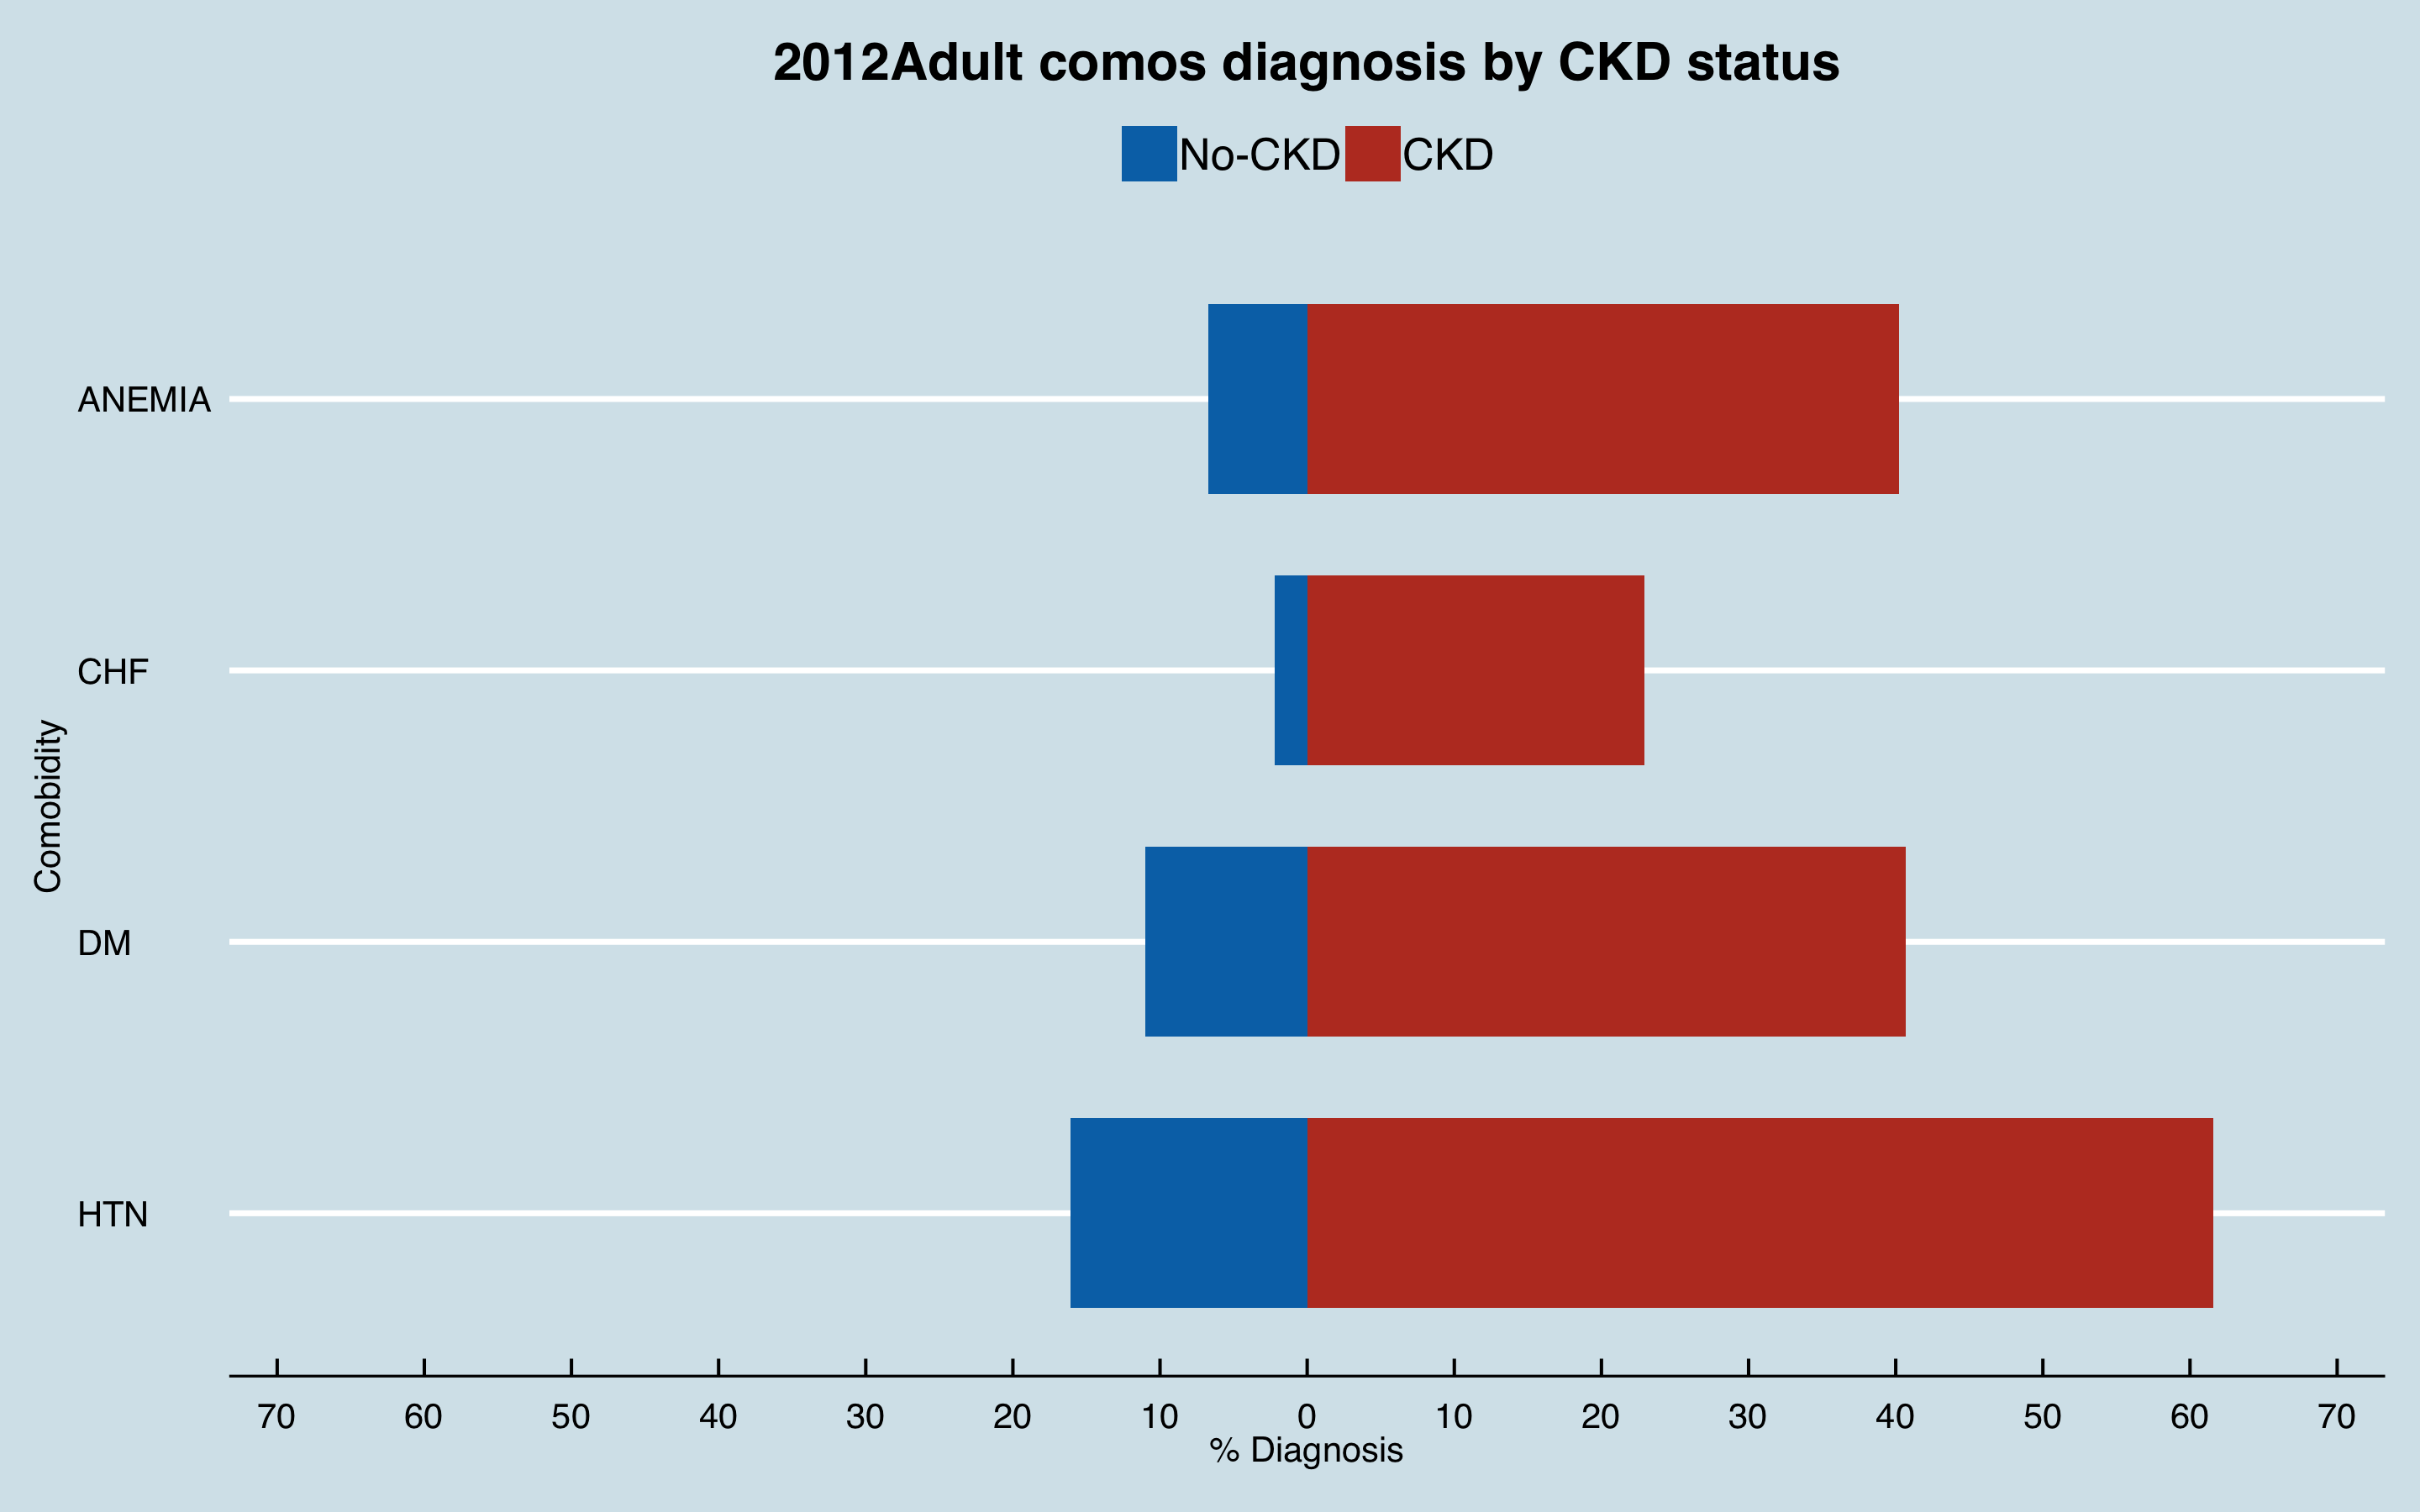 2012Adult comos diagnosis by CKD status
No-CKD CKD
ANEMIA
CHF
DM
HTN
Comobidity
70 60 50 40 30 20 10 0 10 20 30 40 50 60 70
% Diagnosis